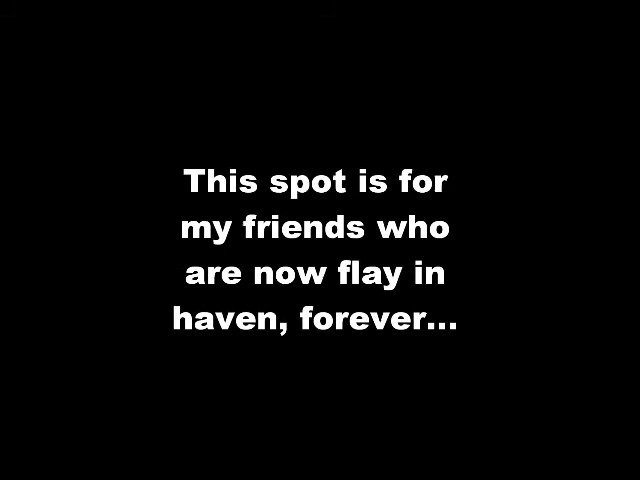 This spot is for
my friends who
are now flay in
haven, forever...